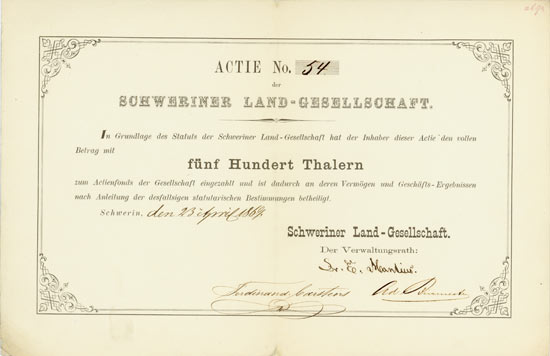 ACTIE No. 54
der
SCHWERINER LAND-GESELLSCHAFT.
In Grundlage des Statuts der Schweriner Land-Gesellschaft hat der Inhaber dieser Actie den vollen
Betrag mit
fünf Hundert Thalern
zum Actienfonds der Gesellschaft eingezahlt und ist dadurch an deren Vermögen und Geschäfts-Ergebnissen
nach Anleitung der desfallsigen statutarischen Bestimmungen betheiligt.
Schwerin, den 23 April
Schweriner Land-Gesellschaft.
Der Verwaltungsrath:
Dr. E.
Ferdinand Carstens Ad.